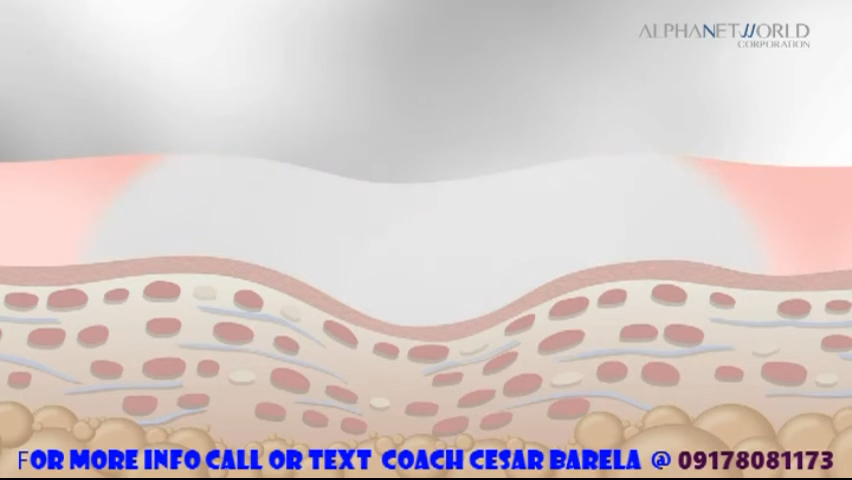 ALPHANETWORLD
CORPORATION
FOR MORE INFO CALL OR TEXT COACH CESAR BARELA @ 09178081173